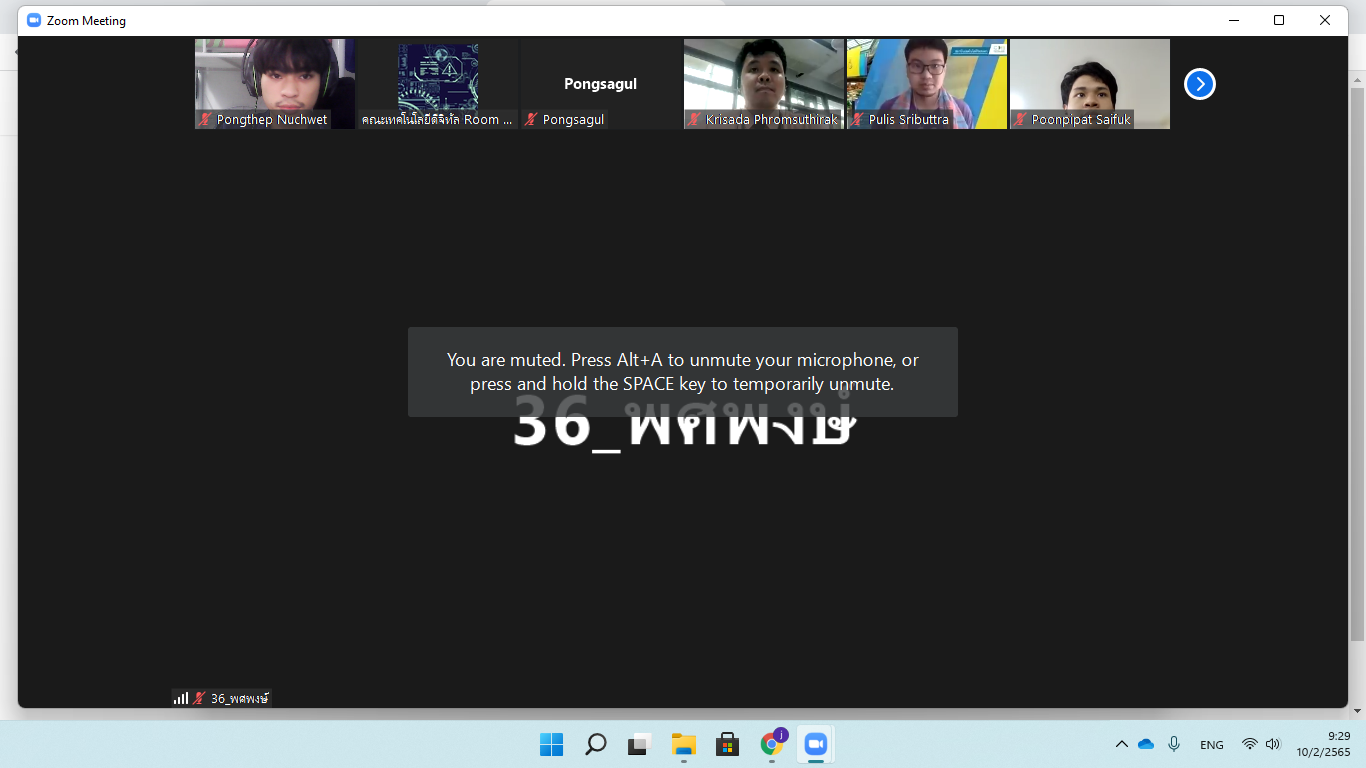 Zoom Meeting
Pongsagul
Pongthep Nuchwet
คณะเทคโนโลยีดิจิทัล Room ...
Pongsagul
Krisada Phromsuthirak
Pulis Sributtra
Poonpipat Saifuk
You are muted. Press Alt+A to unmute your microphone, or
press and hold the SPACE key to temporarily unmute.
36_พศพงษ์
36_พศพงษ์
j
ENG
9:29
10/2/2565